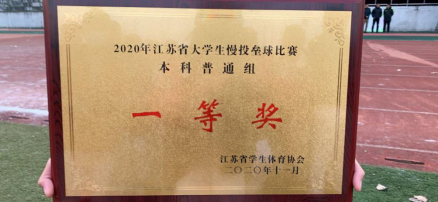 2020年江苏省大学生慢投垒球比赛
本科普通组
一等奖
江苏省学生体育协会
二〇二〇年十一月